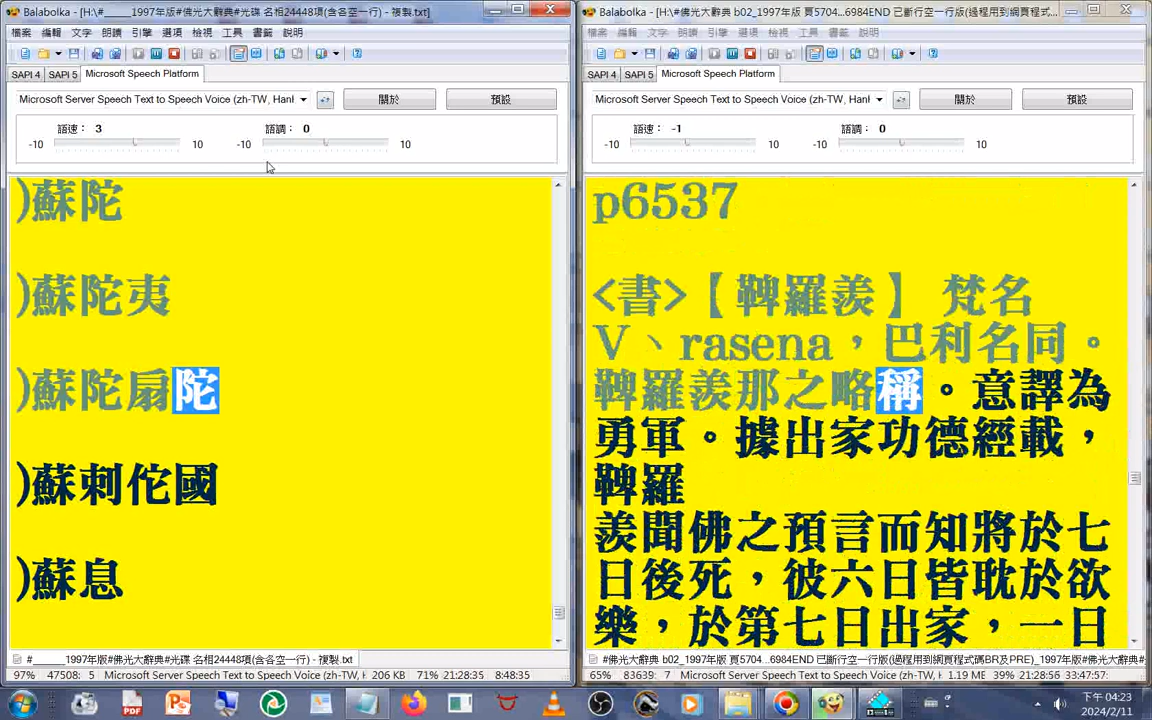 Balabolka - [H:\#_____1997年版#佛光大辭典#光碟 名相24448項(含各空一行) - 複製.txt]
檔案 編輯 文字 朗讀 引擎 選項 檢視 工具 書籤 說明
SAPI 4 SAPI 5 Microsoft Speech Platform
Microsoft Server Speech Text to Speech Voice (zh-TW, Hanl 關於 預設
語速： 3 語調： 0
-10 10 -10 10
)蘇陀
)蘇陀夷
)蘇陀扇陀
)蘇刺佗國
)蘇息
#_____1997年版#佛光大辭典#光碟 名相24448項(含各空一行) - 複製.txt
97% 47508: 5 Microsoft Server Speech Text to Speech Voice (zh-TW, H 206 KB 71% 21:28:35 8:48:35
Balabolka - [H:\#佛光大辭典 b02_1997年版 頁5704...6984END 已斷行空一行版(過程用到網頁程式...
檔案 編輯 文字 朗讀 引擎 選項 檢視 工具 書籤 說明
SAPI 4 SAPI 5 Microsoft Speech Platform
Microsoft Server Speech Text to Speech Voice (zh-TW, Hanl 關於 預設
語速： -1 語調： 0
-10 10 -10 10
p6537
<書>【鞞羅羨】 梵名
V、rasena，巴利名同。
鞞羅羨那之略稱。意譯為
勇軍。據出家功德經載，
鞞羅
羨聞佛之預言而知將於七
日後死，彼六日皆耽於欲
樂，於第七日出家，一日
#佛光大辭典 b02_1997年版 頁5704...6984END 已斷行空一行版(過程用到網頁程式碼BR及PRE)_1997年版#佛光大辭典#
65% 83639: 7 Microsoft Server Speech Text to Speech Voice (zh-TW, H 1.19 MB 39% 21:28:56 33:47:57
下午 04:23
2024/2/11